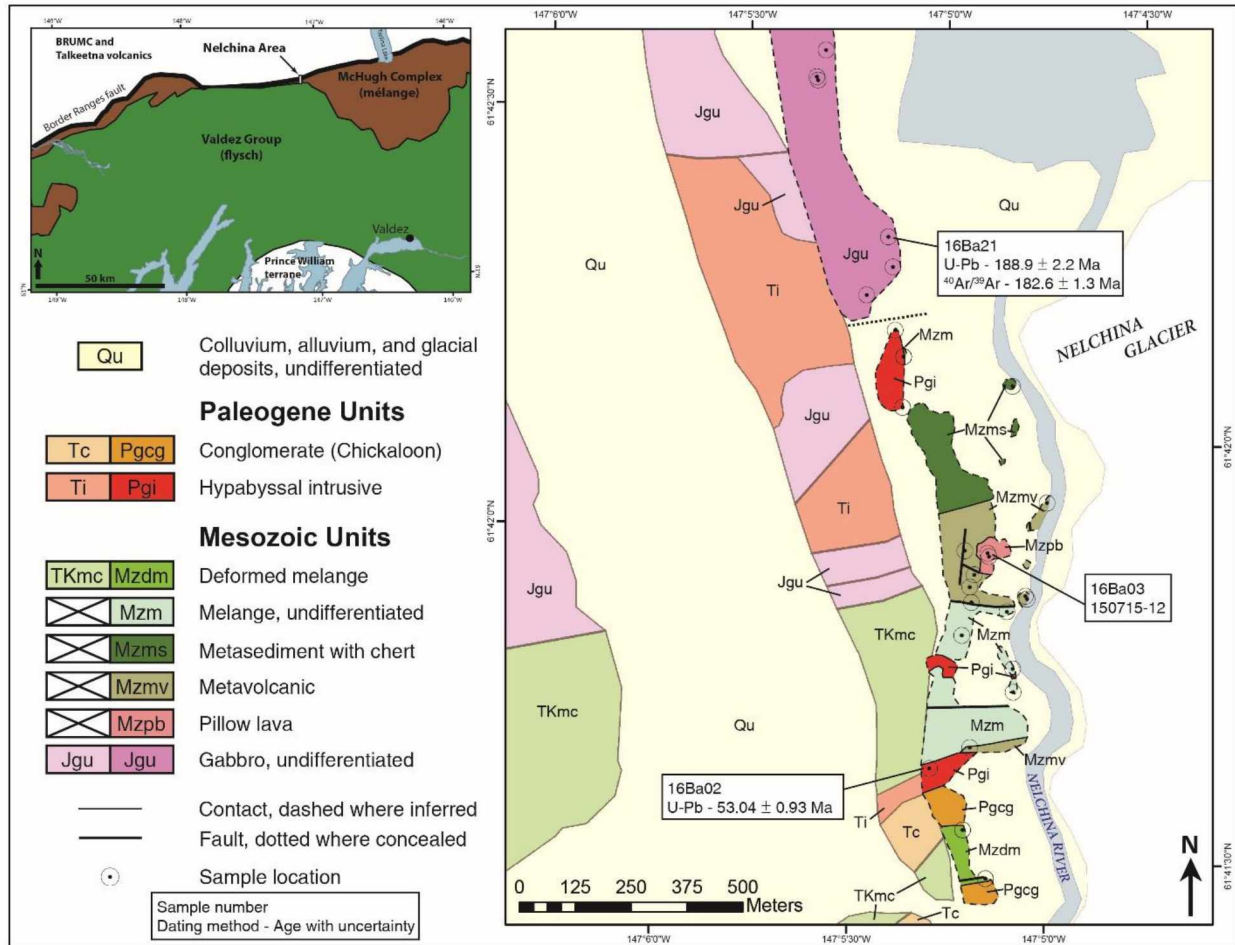 148°W
148°W
147°W
146°W
BRUMC and
Talkeetna volcanics
Nelchina Area
McHugh Complex
(mélange)
Border Ranges fault
Valdez Group
(flysch)
Valdez
Prince William
terrane
N
50 km
61°N
61°N
149°W
148°W
147°W
146°W
Qu
Colluvium, alluvium, and glacial
deposits, undifferentiated
Paleogene Units
Tc
Pgcg
Conglomerate (Chickaloon)
Ti
Pgi
Hypabyssal intrusive
Mesozoic Units
TKmc
Mzdm
Deformed melange
Mzm
Melange, undifferentiated
Mzms
Metasediment with chert
Mzmv
Metavolcanic
Mzpb
Pillow lava
Jgu
Jgu
Gabbro, undifferentiated
Contact, dashed where inferred
Fault, dotted where concealed
Sample location
Sample number
Dating method - Age with uncertainty
147°6'0"W
147°5'30"W
147°5'0"W
147°4'30"W
61°42'30"N
61°42'0"N
61°42'0"N
61°41'30"N
147°6'0"W
147°5'30"W
147°5'0"W
Jgu
Jgu
Qu
Qu
Ti
Jgu
16Ba21
U-Pb - 188.9 ± 2.2 Ma
⁴⁰Ar/³⁹Ar - 182.6 ± 1.3 Ma
NELCHINA
GLACIER
Mzm
Pgi
Jgu
Mzms
Ti
Mzmv
Mzpb
Jgu
Jgu
16Ba03
150715-12
TKmc
Mzm
Pgi
TKmc
Qu
Mzm
Mzmv
16Ba02
U-Pb - 53.04 ± 0.93 Ma
Pgi
Ti
Tc
Pgcg
Mzdm
NELCHINA RIVER
TKmc
Pgcg
Tc
0 125 250 375 500
Meters
N